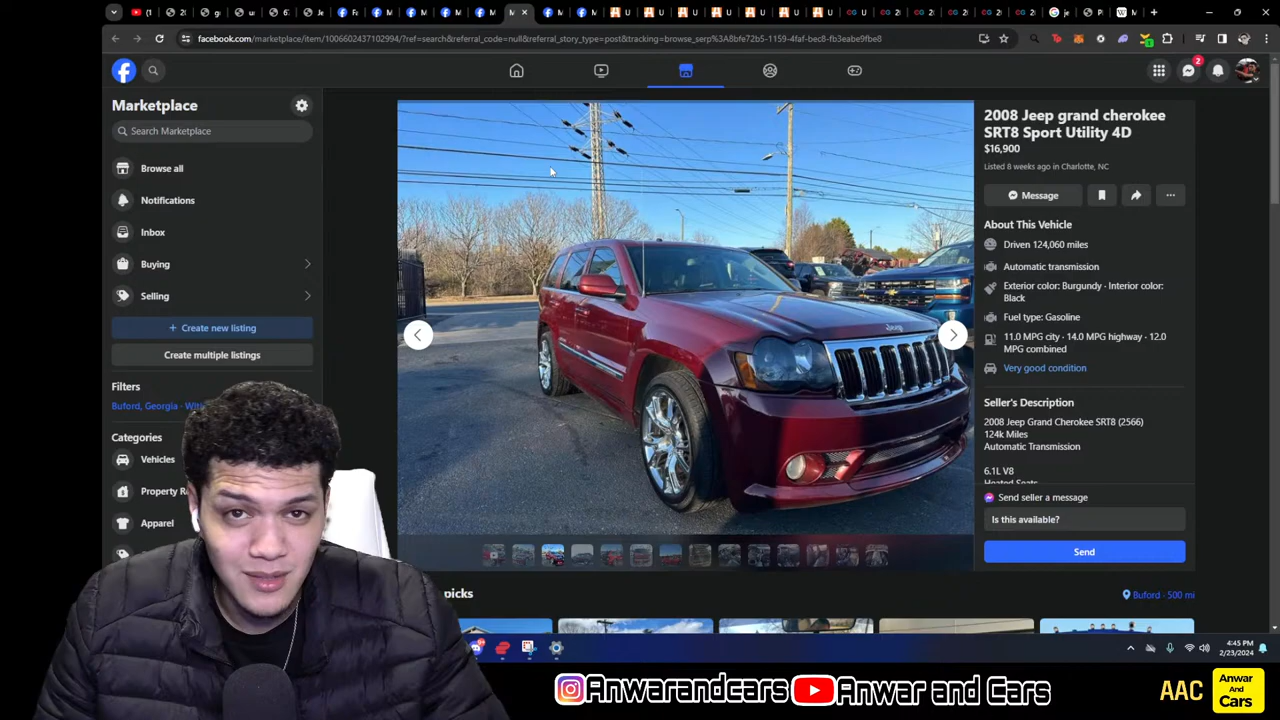 facebook.com/marketplace/item/1006602437102994/?ref=search&referral_code=null&referral_story_type=post&tracking=browse_serp%3A8bfe72b5-1159-4faf-bec8-fb3eabe9fbe8
Marketplace
Search Marketplace
Browse all
Notifications
Inbox
Buying
Selling
+ Create new listing
Create multiple listings
Filters
Buford, Georgia
Categories
Vehicles
Property
Apparel
Jeep
2008 Jeep grand cherokee
SRT8 Sport Utility 4D
$16,900
Listed 8 weeks ago in Charlotte, NC
Message
About This Vehicle
Driven 124,060 miles
Automatic transmission
Exterior color: Burgundy · Interior color:
Black
Fuel type: Gasoline
11.0 MPG city · 14.0 MPG highway · 12.0
MPG combined
Very good condition
Seller's Description
2008 Jeep Grand Cherokee SRT8 (2566)
124k Miles
Automatic Transmission
6.1L V8
Heated Seats
Send seller a message
Is this available?
Send
picks
Buford · 500 mi
4:45 PM
2/23/2024
@Anwarandcars
Anwar and Cars
AAC
Anwar
And
Cars